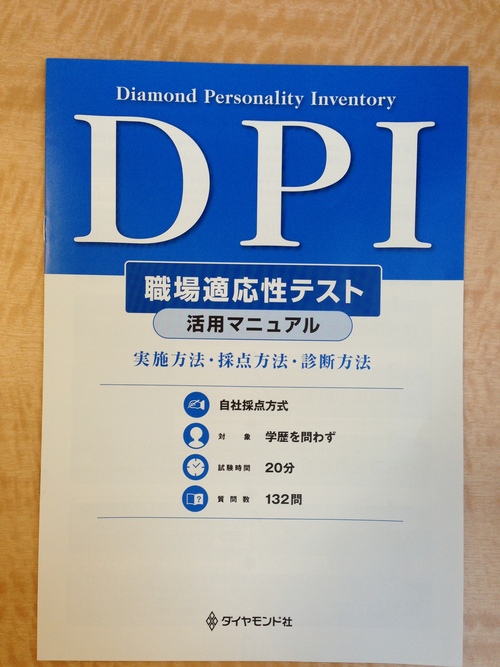 Diamond Personality Inventory
DPI
職場適応性テスト
活用マニュアル
実施方法・採点方法・診断方法
自社採点方式
対象 学歴を問わず
試験時間 20分
質問数 132問
ダイヤモンド社